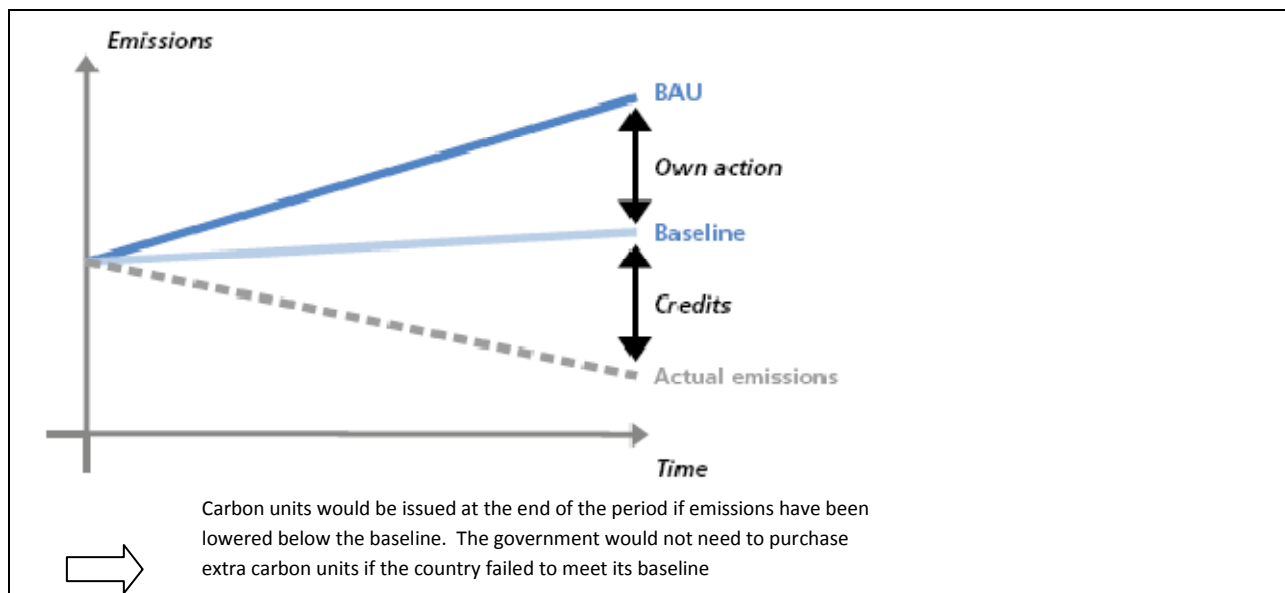 Emissions
BAU
Own action
Baseline
Credits
Actual emissions
Time
Carbon units would be issued at the end of the period if emissions have been
lowered below the baseline.  The government would not need to purchase
extra carbon units if the country failed to meet its baseline